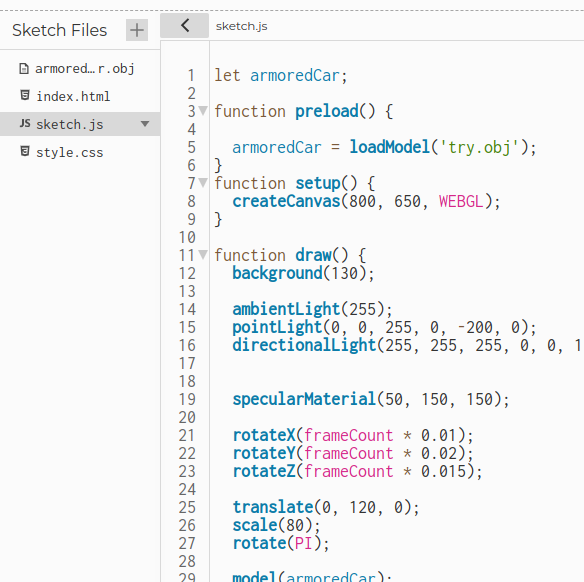 Sketch Files
sketch.js
armored…r.obj
index.html
JS sketch.js
style.css
1 let armoredCar;
2
3 function preload() {
4
5 armoredCar = loadModel('try.obj');
6 }
7 function setup() {
8 createCanvas(800, 650, WEBGL);
9 }
10
11 function draw() {
12 background(130);
13
14 ambientLight(255);
15 pointLight(0, 0, 255, 0, -200, 0);
16 directionalLight(255, 255, 255, 0, 0, 1
17
18
19 specularMaterial(50, 150, 150);
20
21 rotateX(frameCount * 0.01);
22 rotateY(frameCount * 0.02);
23 rotateZ(frameCount * 0.015);
24
25 translate(0, 120, 0);
26 scale(80);
27 rotate(PI);
28
29 model(armoredCar);